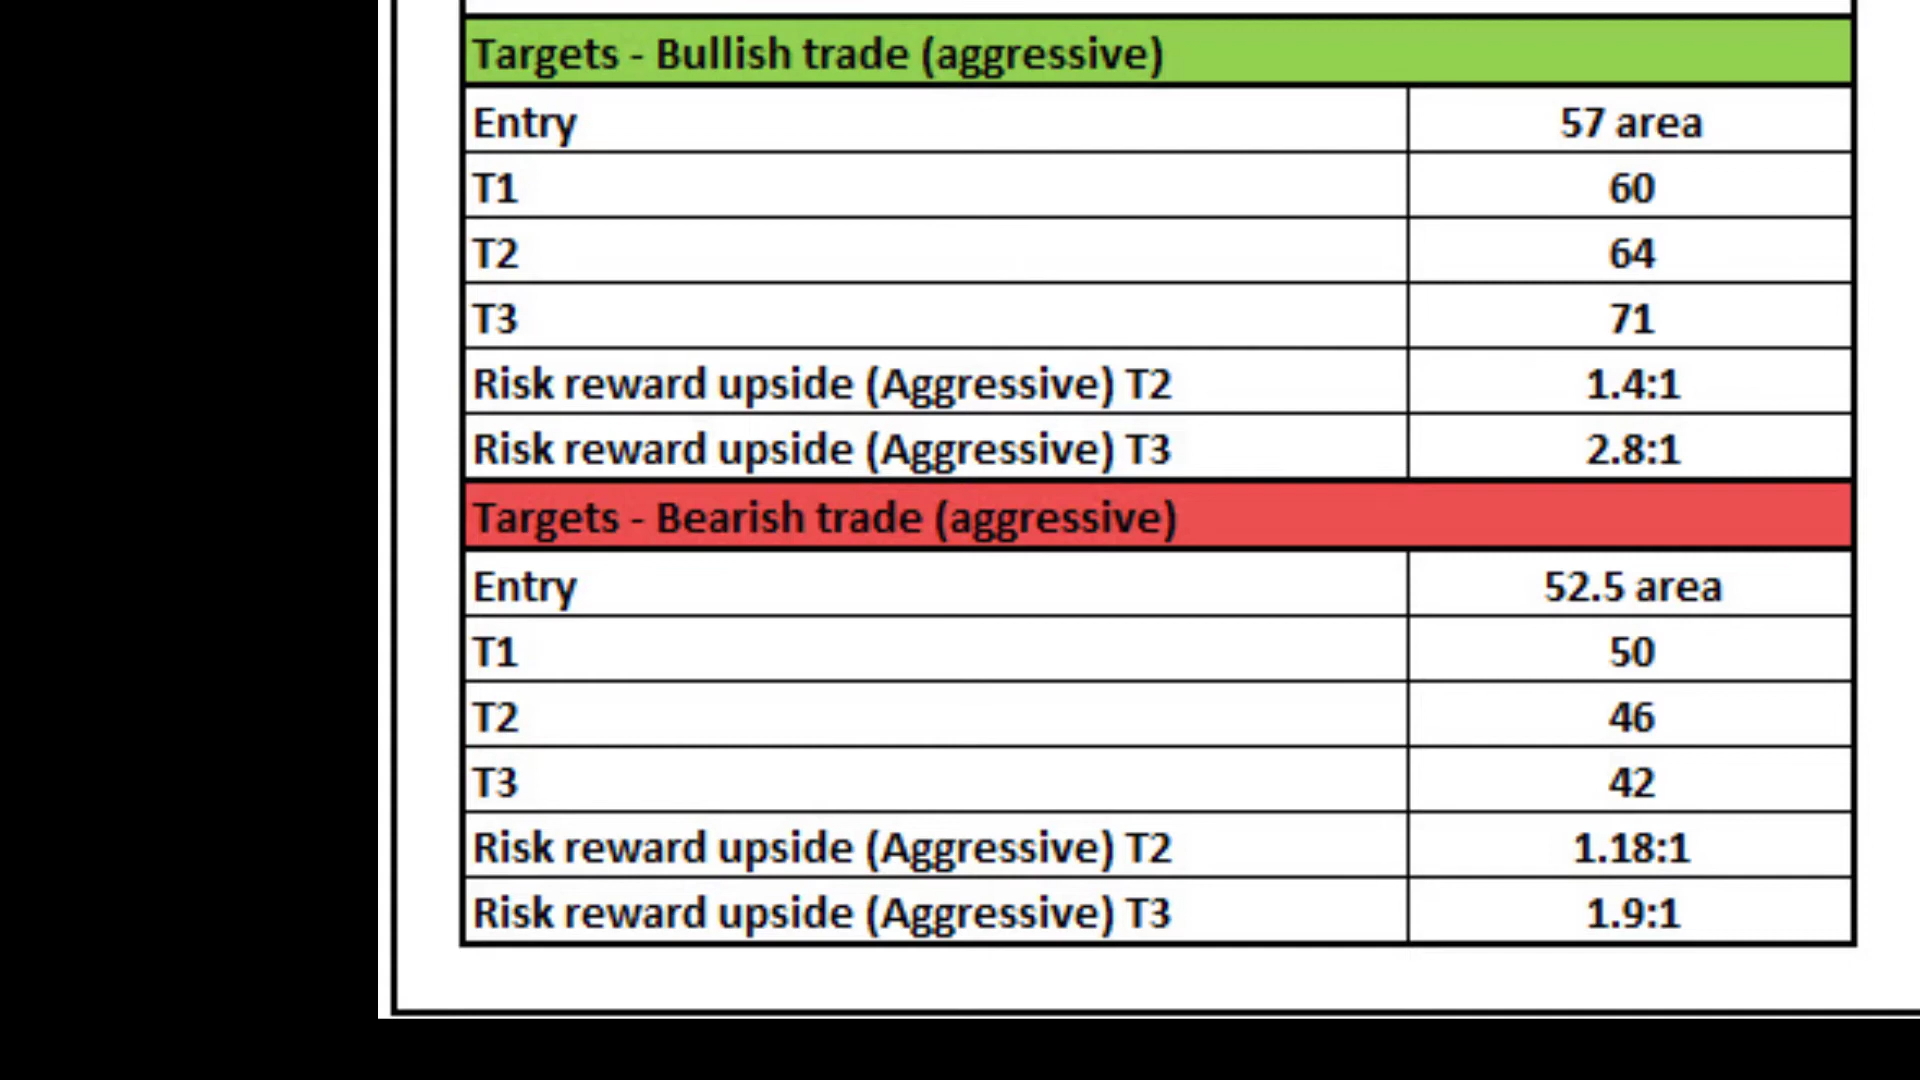 Targets - Bullish trade (aggressive)
Entry 57 area
T1 60
T2 64
T3 71
Risk reward upside (Aggressive) T2 1.4:1
Risk reward upside (Aggressive) T3 2.8:1
Targets - Bearish trade (aggressive)
Entry 52.5 area
T1 50
T2 46
T3 42
Risk reward upside (Aggressive) T2 1.18:1
Risk reward upside (Aggressive) T3 1.9:1